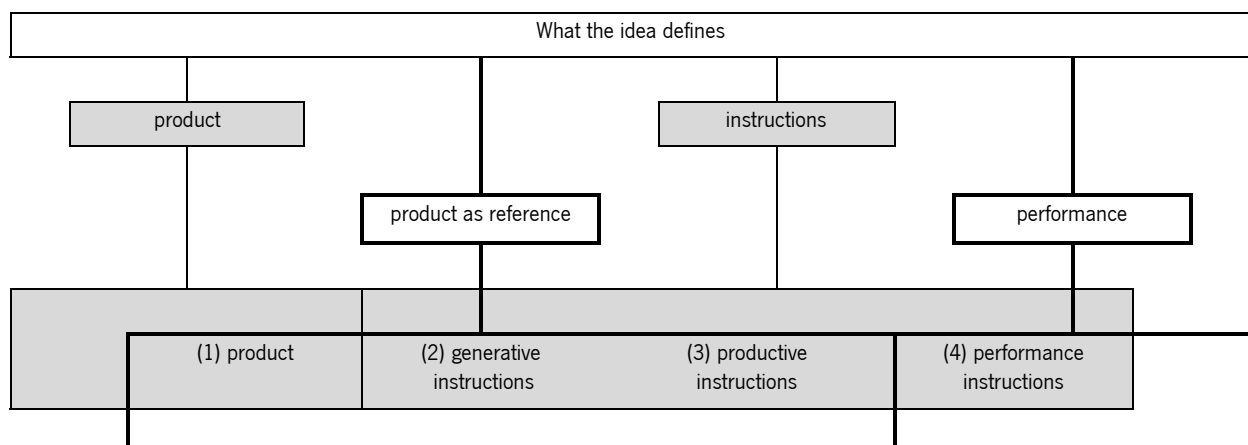 What the idea defines
product
instructions
product as reference
performance
(1) product
(2) generative
instructions
(3) productive
instructions
(4) performance
instructions